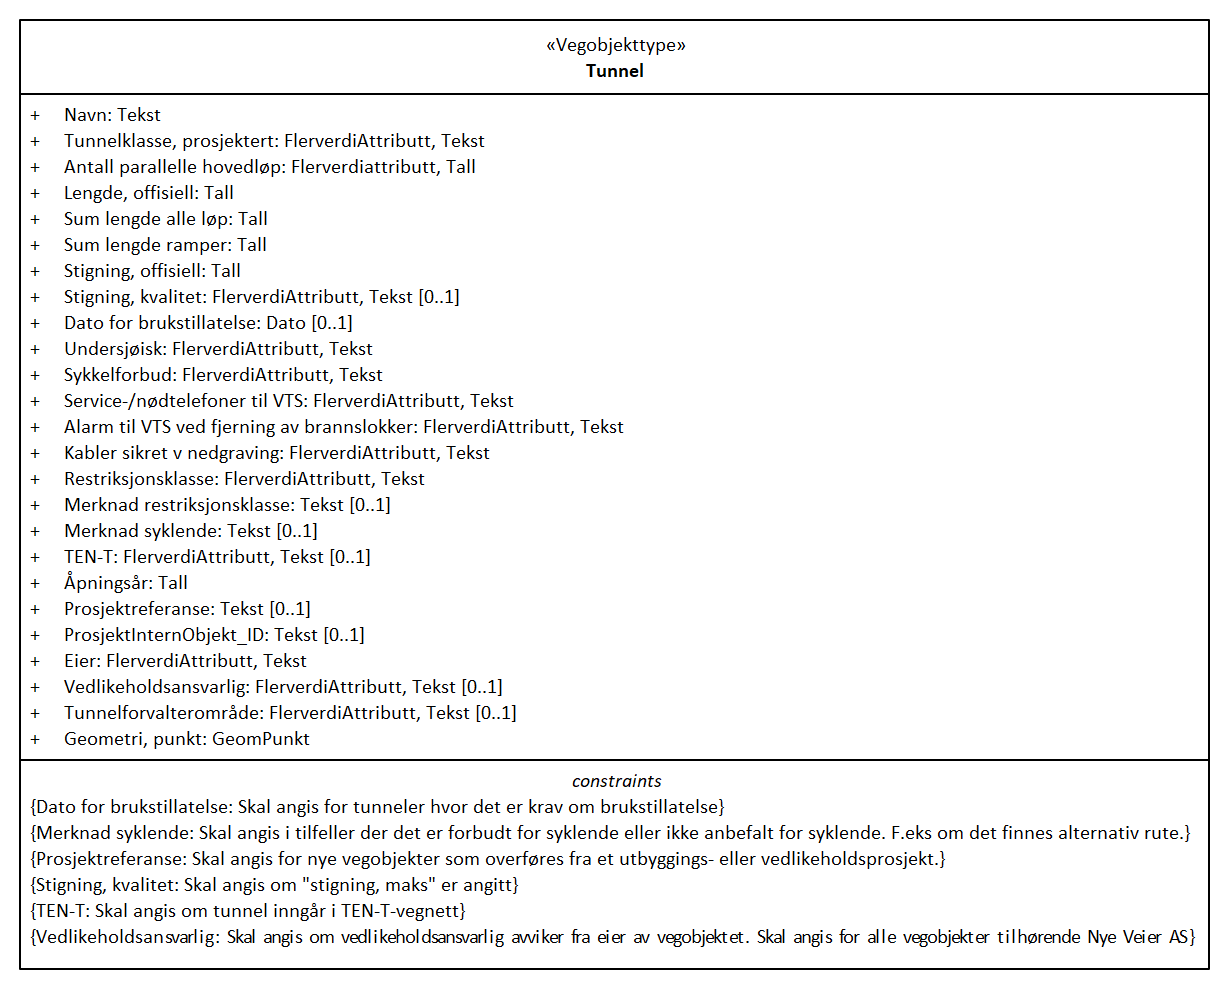 «Vegobjekttype»
Tunnel
+ Navn: Tekst
+ Tunnelklasse, prosjektert: FlerverdiAttributt, Tekst
+ Antall parallelle hovedløp: Flerverdiattributt, Tall
+ Lengde, offisiell: Tall
+ Sum lengde alle løp: Tall
+ Sum lengde ramper: Tall
+ Stigning, offisiell: Tall
+ Stigning, kvalitet: FlerverdiAttributt, Tekst [0..1]
+ Dato for brukstillatelse: Dato [0..1]
+ Undersjøisk: FlerverdiAttributt, Tekst
+ Sykkelforbud: FlerverdiAttributt, Tekst
+ Service-/nødtelefoner til VTS: FlerverdiAttributt, Tekst
+ Alarm til VTS ved fjerning av brannslokker: FlerverdiAttributt, Tekst
+ Kabler sikret v nedgraving: FlerverdiAttributt, Tekst
+ Restriksjonsklasse: FlerverdiAttributt, Tekst
+ Merknad restriksjonsklasse: Tekst [0..1]
+ Merknad syklende: Tekst [0..1]
+ TEN-T: FlerverdiAttributt, Tekst [0..1]
+ Åpningsår: Tall
+ Prosjektreferanse: Tekst [0..1]
+ ProsjektInternObjekt_ID: Tekst [0..1]
+ Eier: FlerverdiAttributt, Tekst
+ Vedlikeholdsansvarlig: FlerverdiAttributt, Tekst [0..1]
+ Tunnelforvalterområde: FlerverdiAttributt, Tekst [0..1]
+ Geometri, punkt: GeomPunkt
constraints
{Dato for brukstillatelse: Skal angis for tunneler hvor det er krav om brukstillatelse}
{Merknad syklende: Skal angis i tilfeller der det er forbudt for syklende eller ikke anbefalt for syklende. F.eks om det finnes alternativ rute.}
{Prosjektreferanse: Skal angis for nye vegobjekter som overføres fra et utbyggings- eller vedlikeholdsprosjekt.}
{Stigning, kvalitet: Skal angis om "stigning, maks" er angitt}
{TEN-T: Skal angis om tunnel inngår i TEN-T-vegnett}
{Vedlikeholdsansvarlig: Skal angis om vedlikeholdsansvarlig avviker fra eier av vegobjektet. Skal angis for alle vegobjekter tilhørende Nye Veier AS}